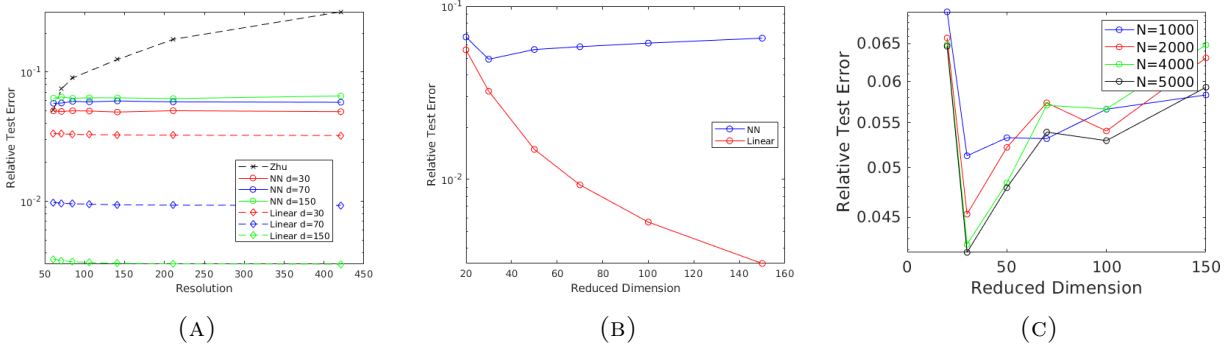 Relative Test Error
10^-1
10^-2
50 100 150 200 250 300 350 400 450
Resolution
Zhu
NN d=30
NN d=70
NN d=150
Linear d=30
Linear d=70
Linear d=150
(A)
Relative Test Error
10^-1
10^-2
20 40 60 80 100 120 140 160
Reduced Dimension
NN
Linear
(B)
Relative Test Error
0.065
0.06
0.055
0.05
0.045
0 50 100 150
Reduced Dimension
N=1000
N=2000
N=4000
N=5000
(C)